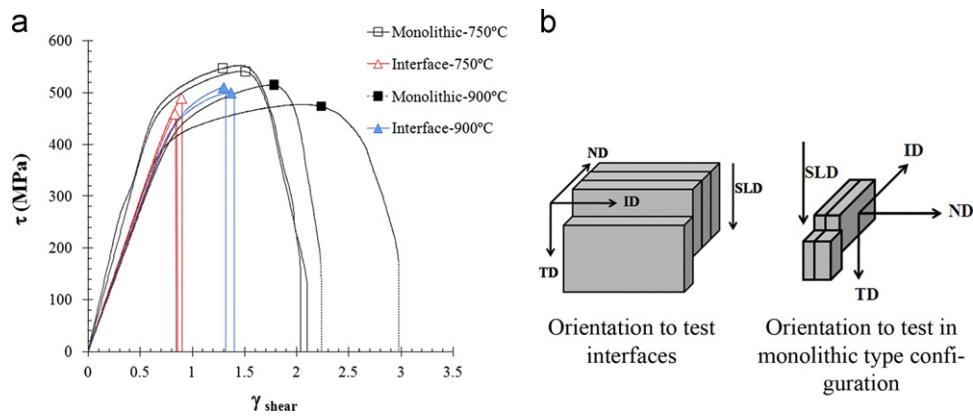 a
600
500
400
300
200
100
0
τ (MPa)
0 0.5 1 1.5 2 2.5 3 3.5
γ shear
Monolithic-750ºC
Interface-750ºC
Monolithic-900ºC
Interface-900ºC
b
ND
ID
SLD
TD
Orientation to test
interfaces
SLD
ID
ND
TD
Orientation to test in
monolithic type confi-
guration